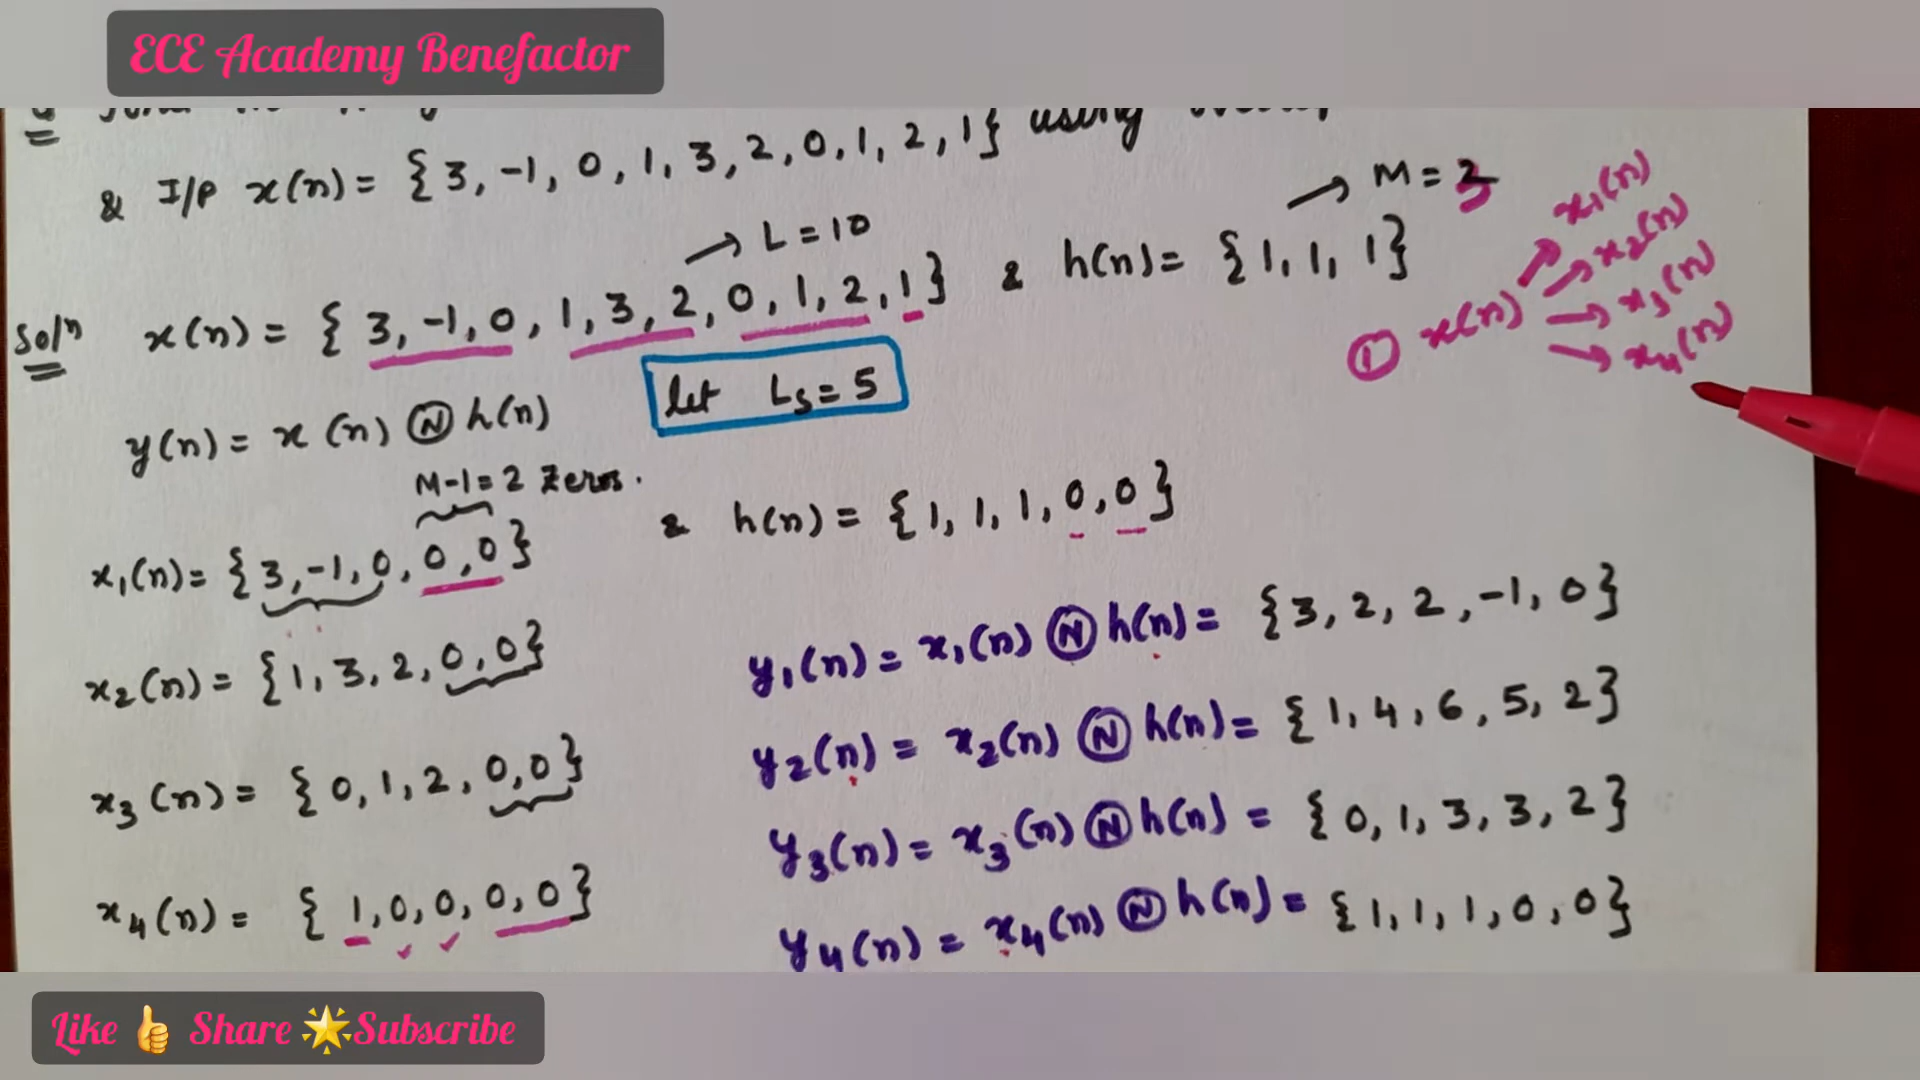 ECE Academy Benefactor
& I/P x(n) = {3, -1, 0, 1, 3, 2, 0, 1, 2, 1} using
→ M = 3
→ L = 10
Soln x(n) = {3, -1, 0, 1, 3, 2, 0, 1, 2, 1} & h(n) = {1, 1, 1}
① x(n) → x₁(n)
→ x₂(n)
→ x₃(n)
→ x₄(n)
let Ls = 5
y(n) = x(n) Ⓝ h(n)
M-1 = 2 Zeros.
x₁(n) = {3, -1, 0, 0, 0} & h(n) = {1, 1, 1, 0, 0}
x₂(n) = {1, 3, 2, 0, 0}
x₃(n) = {0, 1, 2, 0, 0}
x₄(n) = {1, 0, 0, 0, 0}
y₁(n) = x₁(n) Ⓝ h(n) = {3, 2, 2, -1, 0}
y₂(n) = x₂(n) Ⓝ h(n) = {1, 4, 6, 5, 2}
y₃(n) = x₃(n) Ⓝ h(n) = {0, 1, 3, 3, 2}
y₄(n) = x₄(n) Ⓝ h(n) = {1, 1, 1, 0, 0}
Like 👍 Share 🌟Subscribe